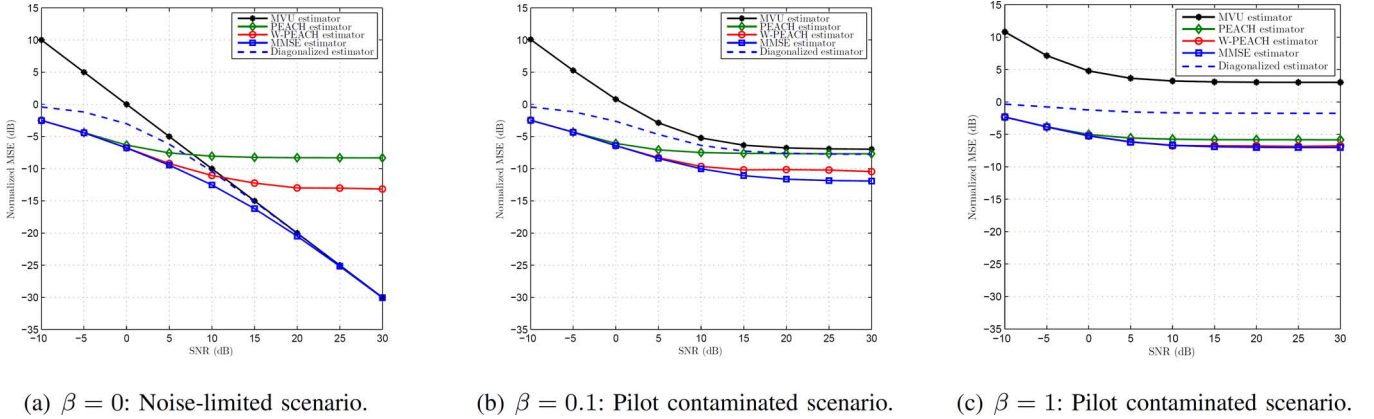 15
10
5
0
−5
−10
−15
−20
−25
−30
−35
Normalized MSE (dB)
−10 −5 0 5 10 15 20 25 30
SNR (dB)
MVU estimator
PEACH estimator
W-PEACH estimator
MMSE estimator
Diagonalized estimator
(a) β = 0: Noise-limited scenario.
15
10
5
0
−5
−10
−15
−20
−25
−30
−35
Normalized MSE (dB)
−10 −5 0 5 10 15 20 25 30
SNR (dB)
MVU estimator
PEACH estimator
W-PEACH estimator
MMSE estimator
Diagonalized estimator
(b) β = 0.1: Pilot contaminated scenario.
15
10
5
0
−5
−10
−15
−20
−25
−30
−35
Normalized MSE (dB)
−10 −5 0 5 10 15 20 25 30
SNR (dB)
MVU estimator
PEACH estimator
W-PEACH estimator
MMSE estimator
Diagonalized estimator
(c) β = 1: Pilot contaminated scenario.